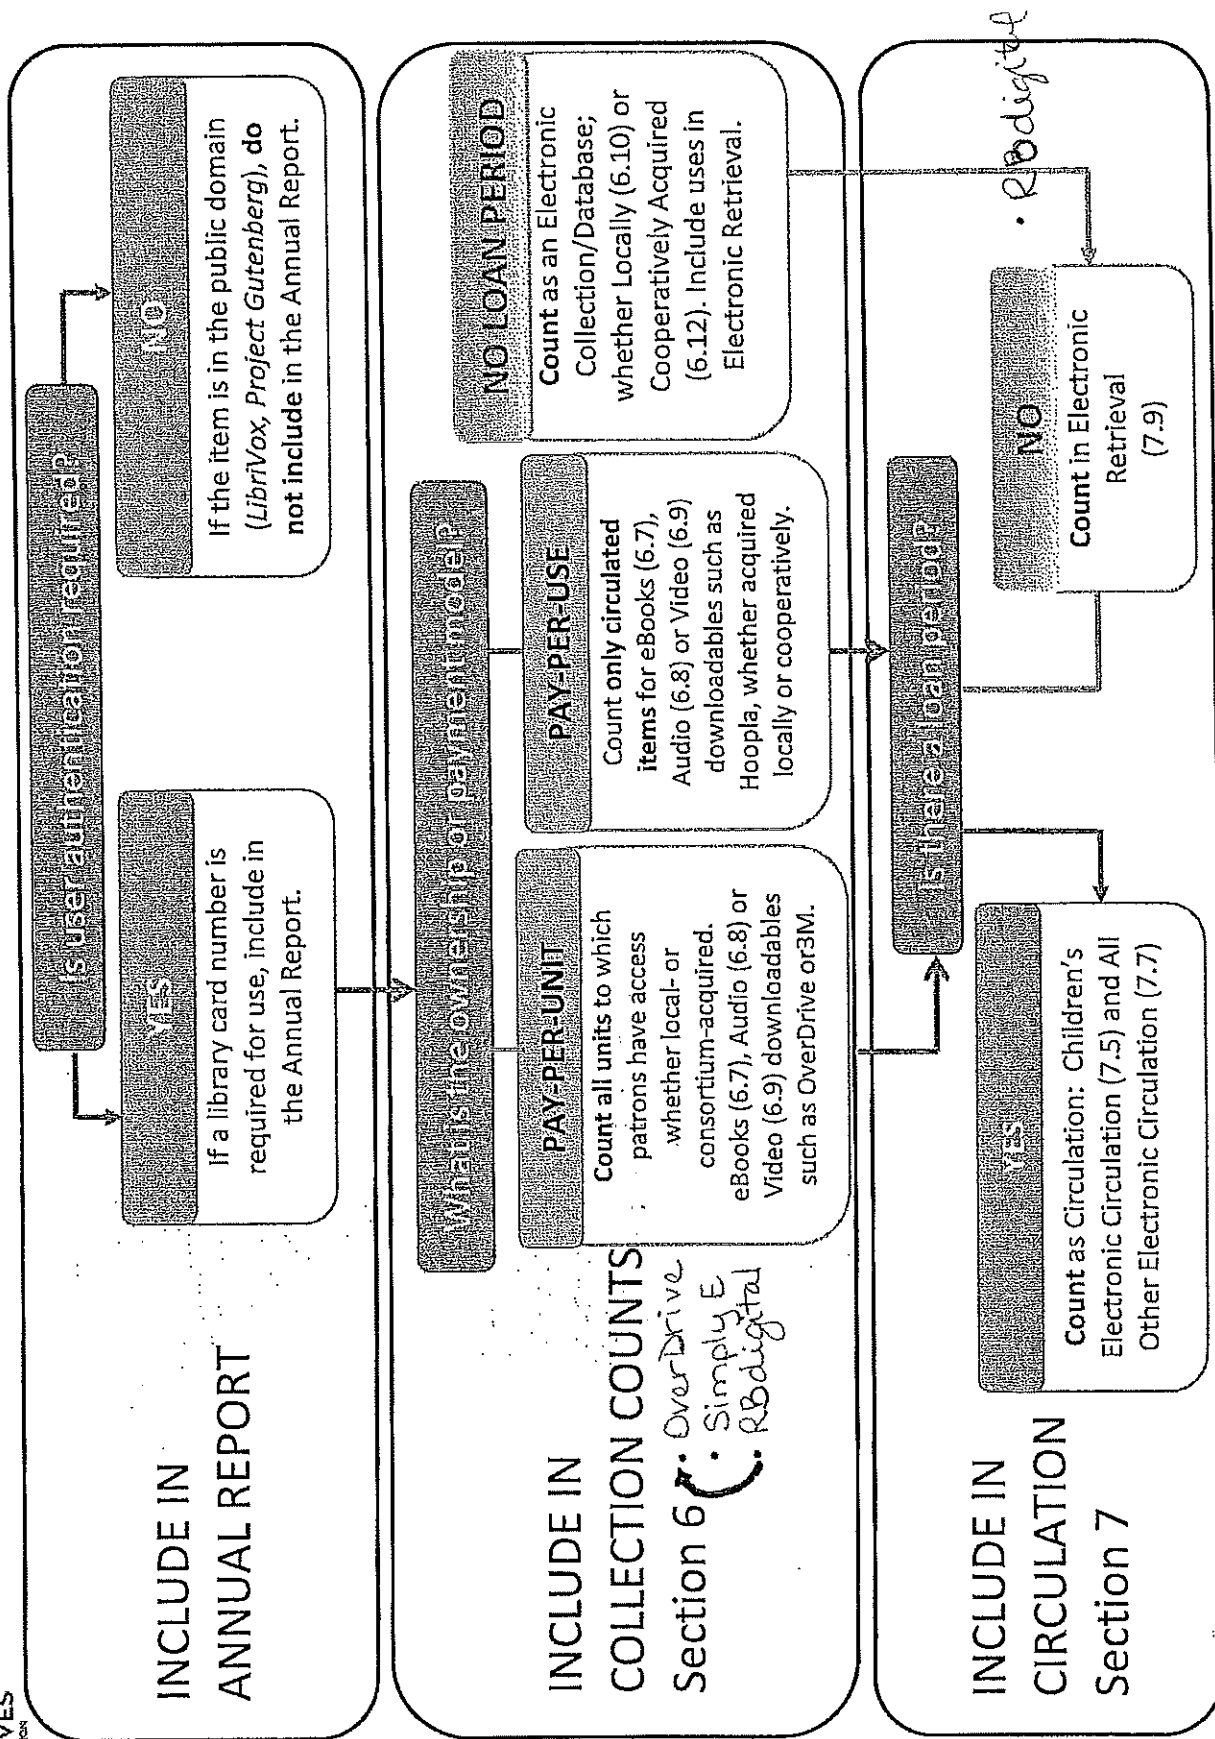 VES
INCLUDE IN
ANNUAL REPORT
Is user authentication required?
YES
If a library card number is
required for use, include in
the Annual Report.
NO
If the item is in the public domain
(LibriVox, Project Gutenberg), do
not include in the Annual Report.
INCLUDE IN
COLLECTION COUNTS
Section 6
• OverDrive
• Simply E
• RBdigital
What is the ownership or payment model?
PAY-PER-UNIT
Count all units to which
patrons have access
whether local- or
consortium-acquired.
eBooks (6.7), Audio (6.8) or
Video (6.9) downloadables
such as OverDrive or3M.
PAY-PER-USE
Count only circulated
items for eBooks (6.7),
Audio (6.8) or Video (6.9)
downloadables such as
Hoopla, whether acquired
locally or cooperatively.
NO LOAN PERIOD
Count as an Electronic
Collection/Database;
whether Locally (6.10) or
Cooperatively Acquired
(6.12). Include uses in
Electronic Retrieval.
INCLUDE IN
CIRCULATION
Section 7
Is there a loan period?
YES
Count as Circulation: Children's
Electronic Circulation (7.5) and All
Other Electronic Circulation (7.7)
NO
Count in Electronic
Retrieval
(7.9)
• RBdigital